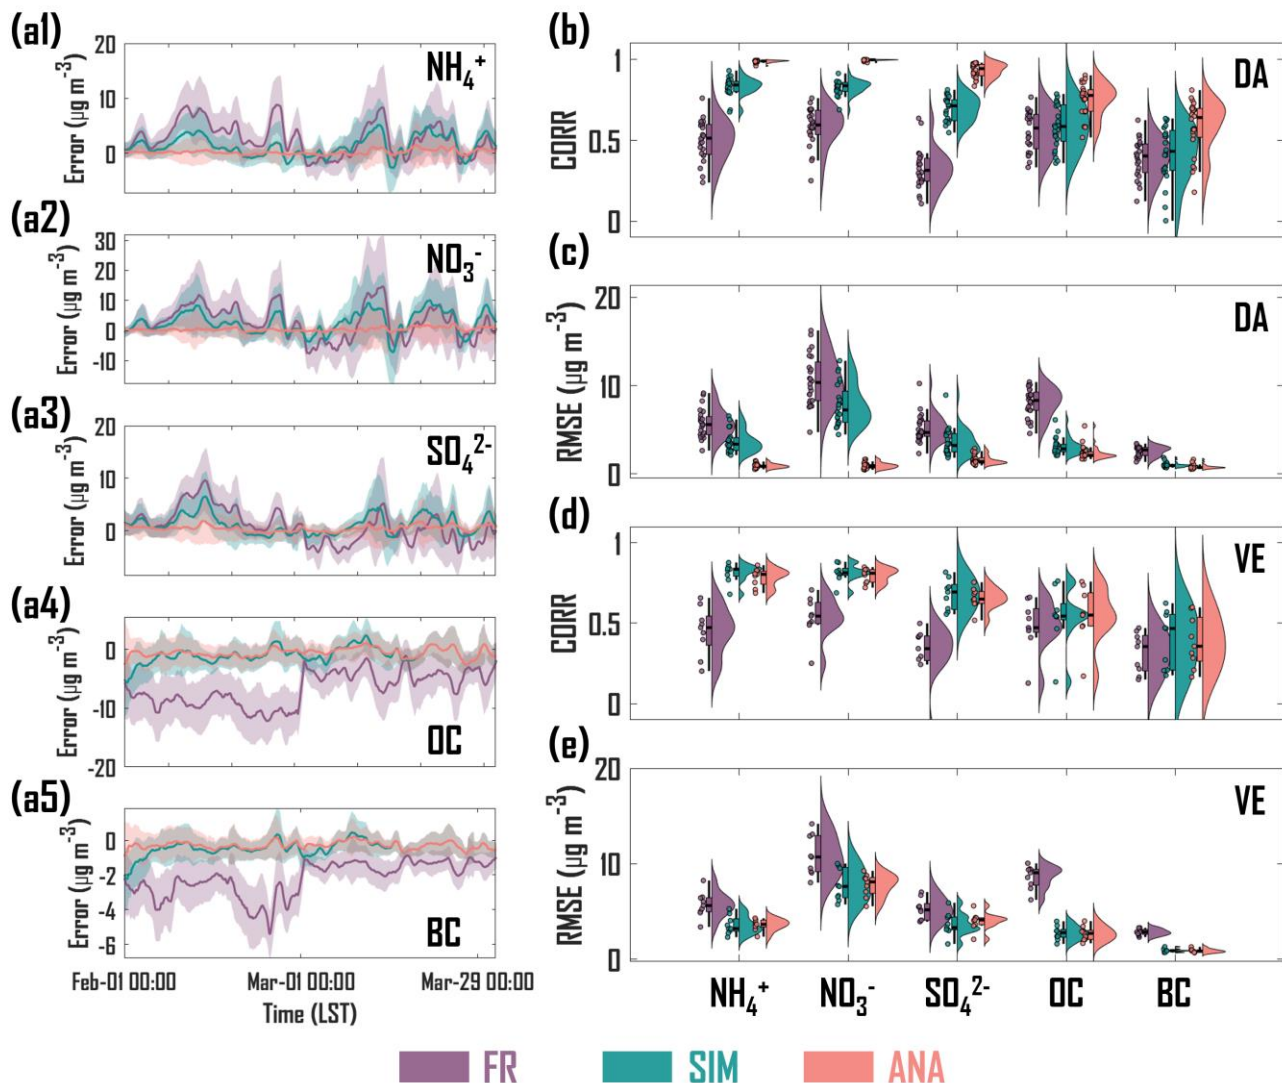 (a1)
20
10
0
Error (μg m⁻³)
NH₄⁺
(a2)
30
20
10
0
-10
Error (μg m⁻³)
NO₃⁻
(a3)
20
10
0
Error (μg m⁻³)
SO₄²⁻
(a4)
0
-10
-20
Error (μg m⁻³)
OC
(a5)
0
-2
-4
-6
Error (μg m⁻³)
BC
Feb-01 00:00 Mar-01 00:00 Mar-29 00:00
Time (LST)
(b)
1
0.5
0
CORR
DA
(c)
20
10
0
RMSE (μg m⁻³)
DA
(d)
1
0.5
0
CORR
VE
(e)
20
10
0
RMSE (μg m⁻³)
VE
NH₄⁺ NO₃⁻ SO₄²⁻ OC BC
FR SIM ANA